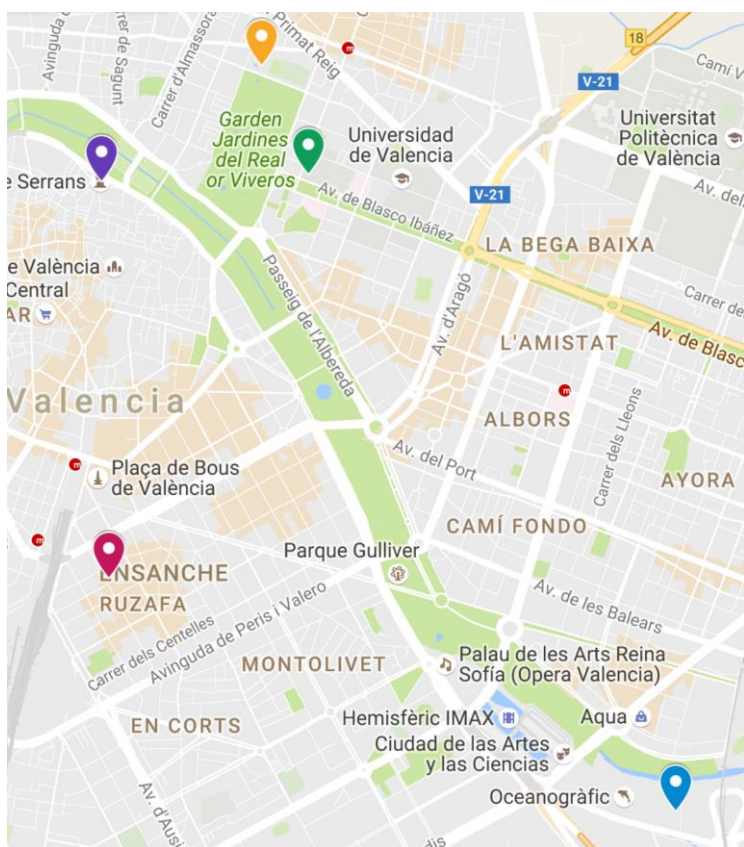 Avinguda d
Carrer de Sagunt
Carrer d'Almassora
Primat Reig
m
18
Camí V
V-21
Garden
Jardines
del Real
or Viveros
Universidad
de Valencia
Universitat
Politècnica
de València
e Serrans
Av. de Blasco Ibáñez
V-21
Av. del.
LA BEGA BAIXA
e València
Central
AR
Passeig de l'Albereda
Av. d'Aragó
Carrer de
L'AMISTAT
Av. de Blasc
Valencia
m
ALBORS
Carrer dels Lleons
Av. del Port
m
Plaça de Bous
de València
AYORA
CAMÍ FONDO
m
Parque Gulliver
ENSANCHE
RUZAFA
Av. de les Balears
Carrer dels Centelles
Avinguda de Peris i Valero
MONTOLIVET
Palau de les Arts Reina
Sofía (Opera Valencia)
EN CORTS
Hemisfèric IMAX
Aqua
Ciudad de las Artes
y las Ciencias
Av. d'Ausi
Oceanogràfic
dis